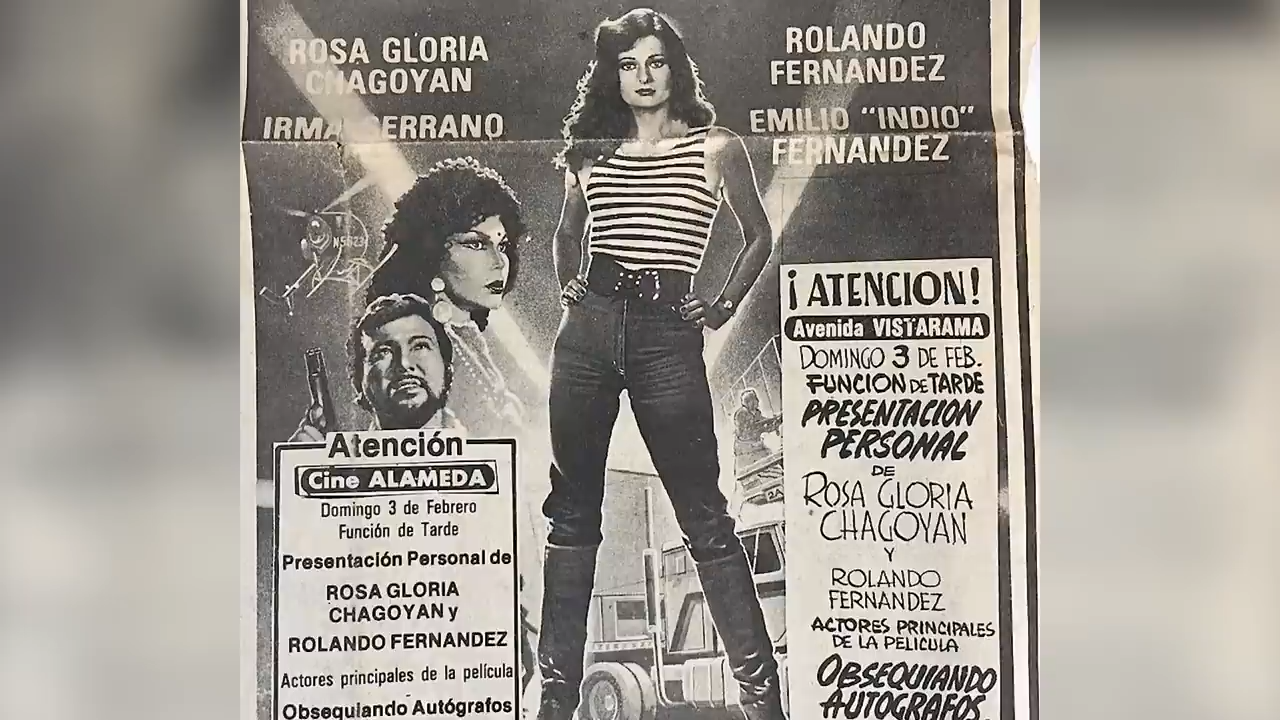 ROSA GLORIA
CHAGOYAN
IRMA SERRANO
ROLANDO
FERNANDEZ
EMILIO "INDIO"
FERNANDEZ
N5823
Atención
Cine ALAMEDA
Domingo 3 de Febrero
Función de Tarde
Presentación Personal de
ROSA GLORIA
CHAGOYAN y
ROLANDO FERNANDEZ
Actores principales de la película
Obsequiando Autógrafos
¡ATENCION!
Avenida VISTARAMA
DOMINGO 3 DE FEB.
FUNCION DE TARDE
PRESENTACION
PERSONAL
DE
ROSA GLORIA
CHAGOYAN
Y
ROLANDO
FERNANDEZ
ACTORES PRINCIPALES
DE LA PELICULA
OBSEQUIANDO
AUTOGRAFOS